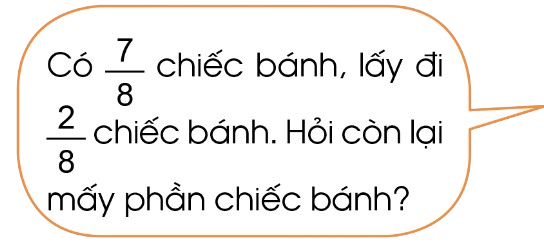 Có 7/8 chiếc bánh, lấy đi
2/8 chiếc bánh. Hỏi còn lại
mấy phần chiếc bánh?